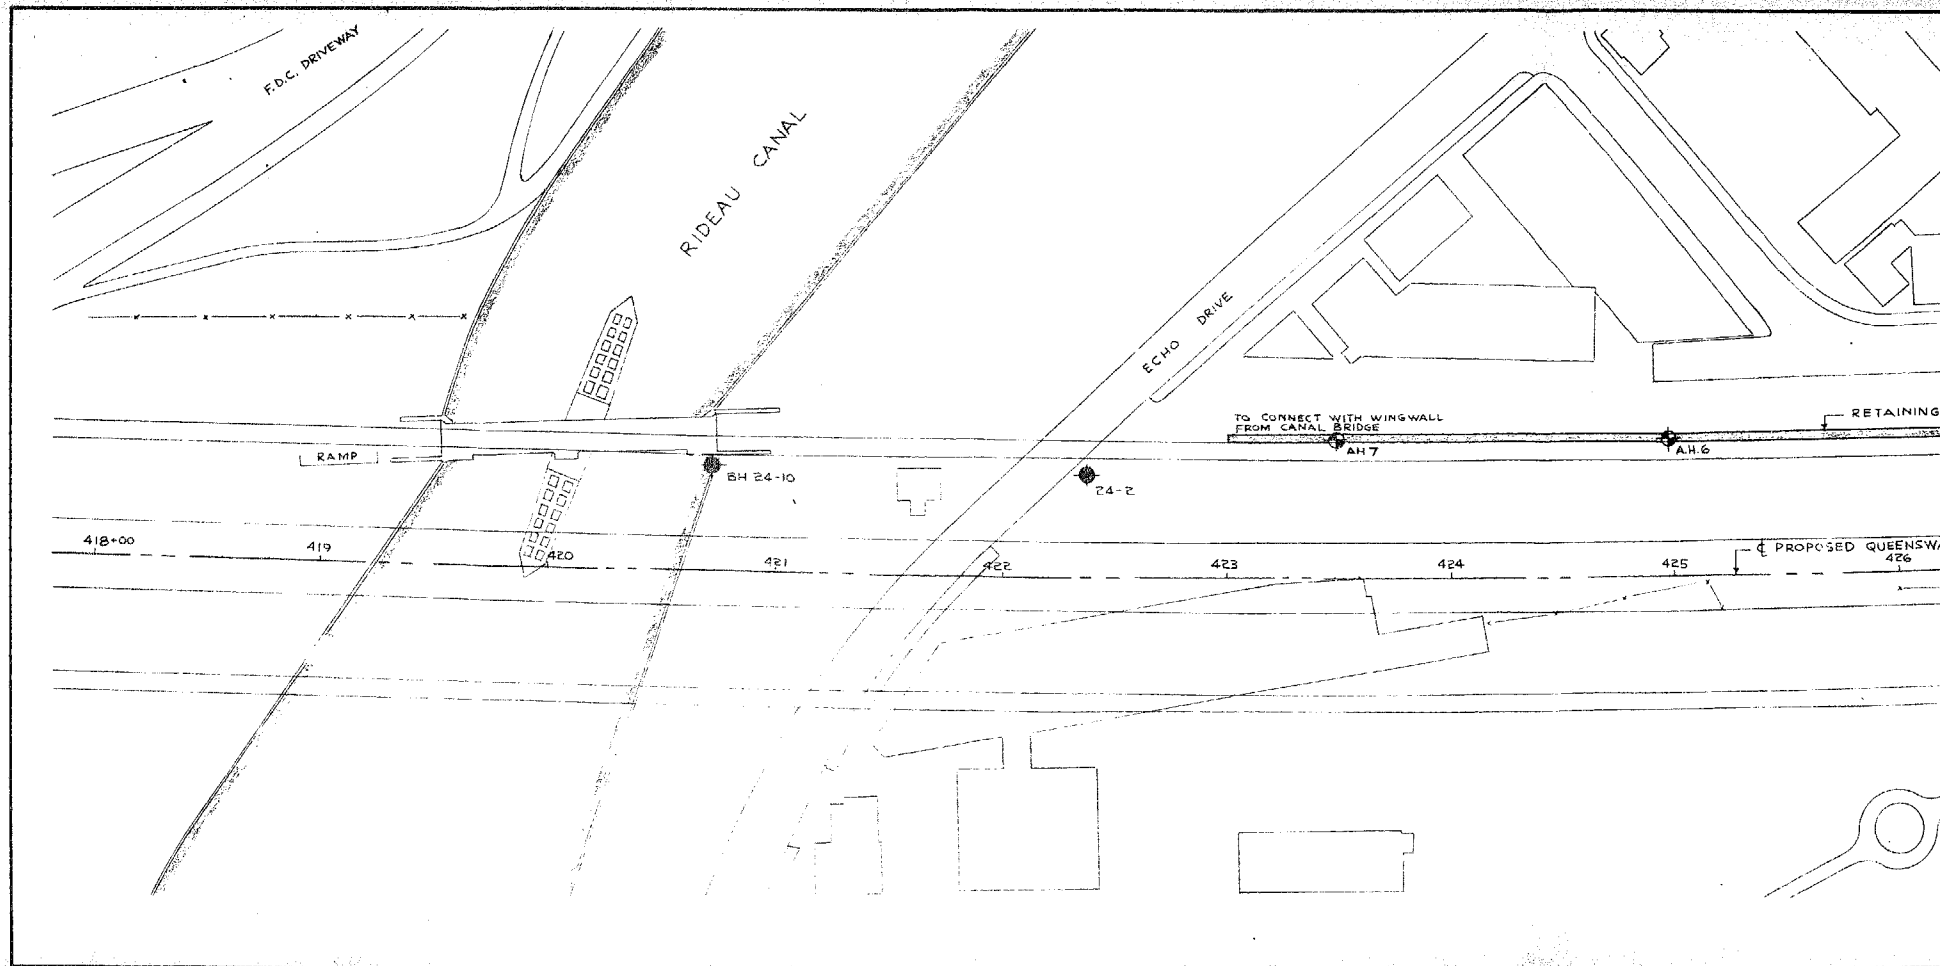 F.D.C. DRIVEWAY
RIDEAU CANAL
ECHO DRIVE
TO CONNECT WITH WINGWALL
FROM CANAL BRIDGE
RETAINING
RAMP
AH 7
A.H.6
BH 24-10
24-2
418+00
419
420
421
422
423
424
425
426
℄ PROPOSED QUEENSWA